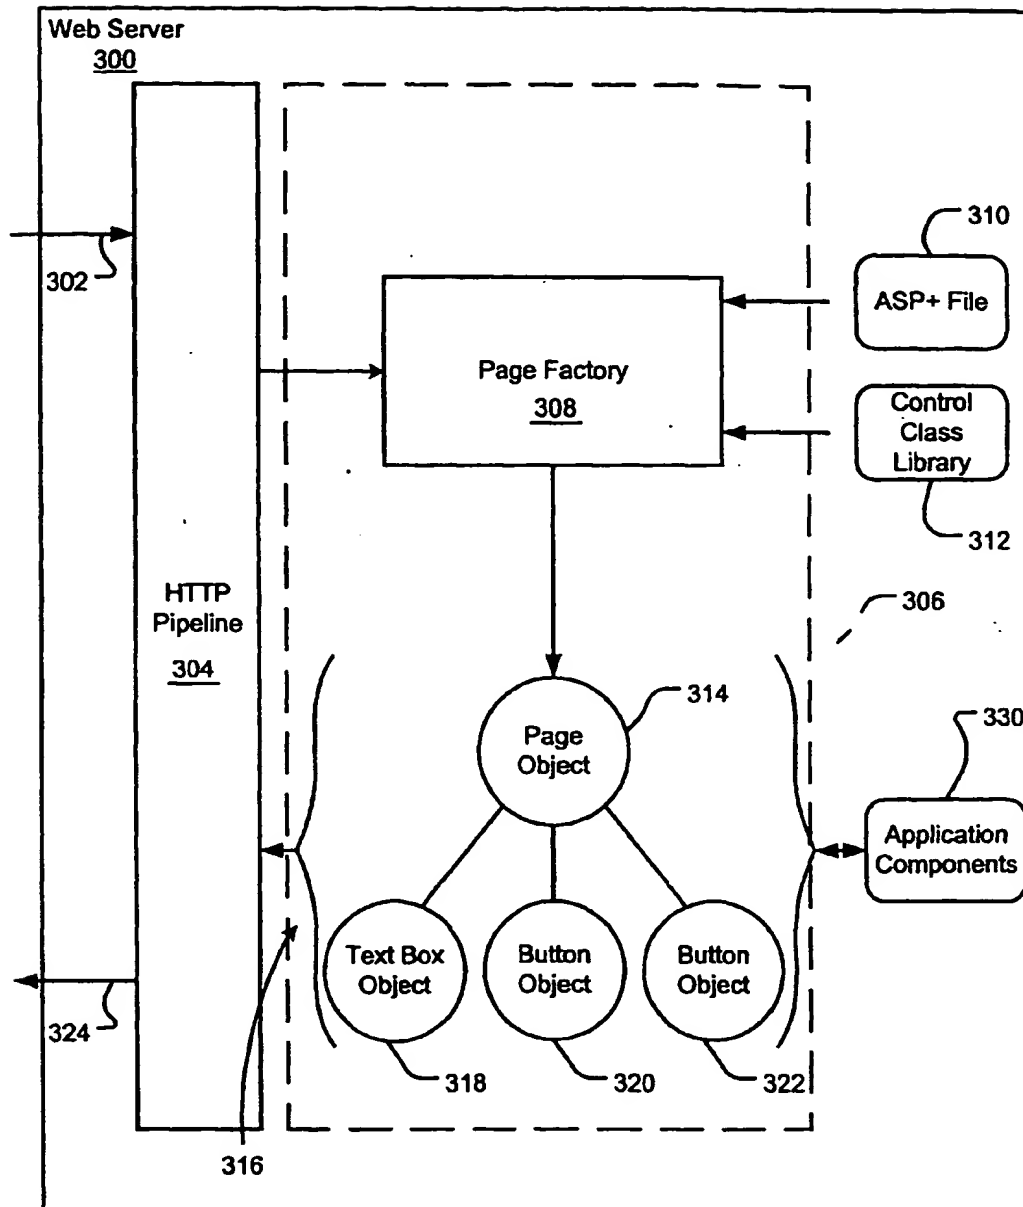 Web Server
300
302
310
ASP+ File
Page Factory
308
Control
Class
Library
312
HTTP
Pipeline
304
306
314
Page
Object
330
Application
Components
Text Box
Object
Button
Object
Button
Object
324
318
320
322
316